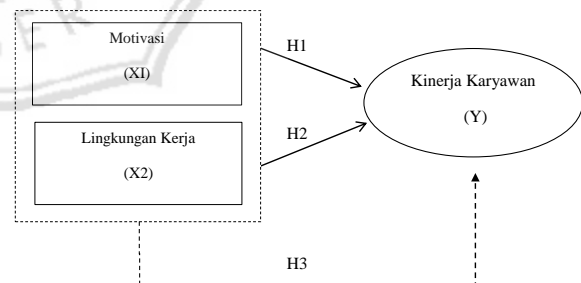 Motivasi
(XI)
H1
Kinerja Karyawan
(Y)
H2
Lingkungan Kerja
(X2)
H3